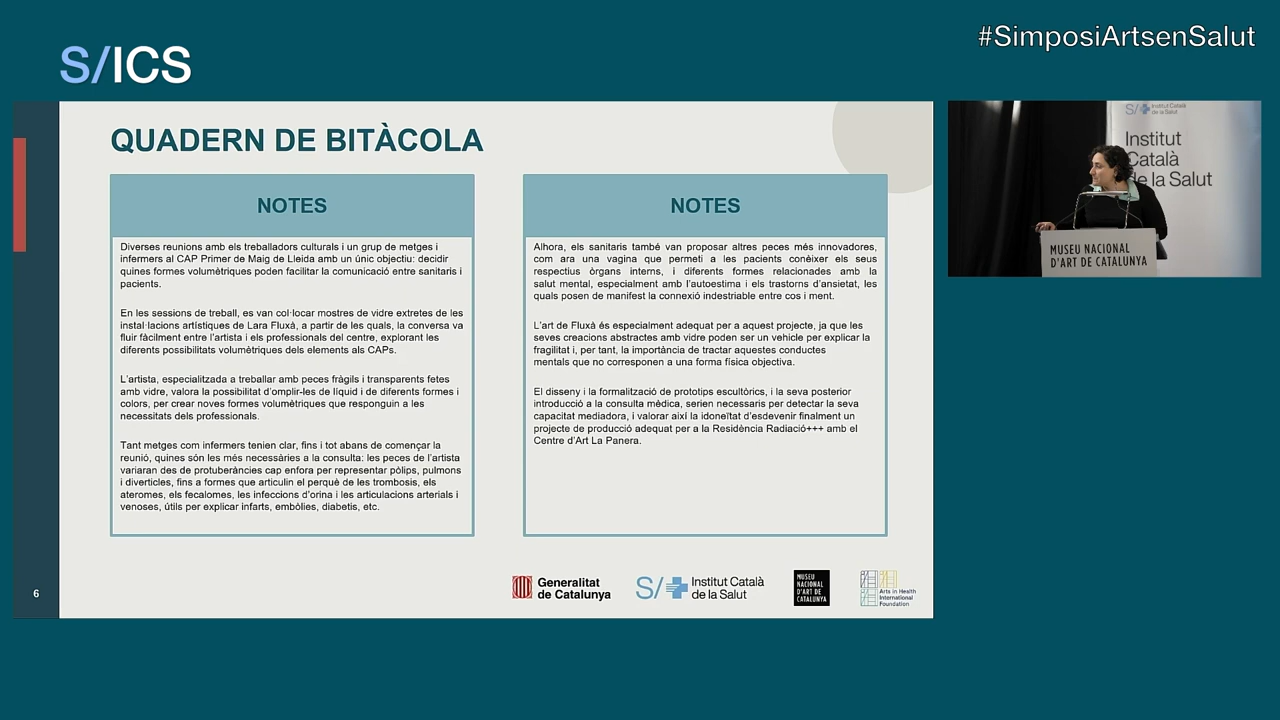 #SimposiArtsenSalut
S/ICS
QUADERN DE BITÀCOLA
NOTES
Diverses reunions amb els treballadors culturals i un grup de metges i
infermers al CAP Primer de Maig de Lleida amb un únic objectiu: decidir
quines formes volumètriques poden facilitar la comunicació entre sanitaris i
pacients.
En les sessions de treball, es van col·locar mostres de vidre extretes de les
instal·lacions artístiques de Lara Fluxà, a partir de les quals, la conversa va
fluir fàcilment entre l'artista i els professionals del centre, explorant les
diferents possibilitats volumètriques dels elements als CAPs.
L'artista, especialitzada a treballar amb peces fràgils i transparents fetes
amb vidre, valora la possibilitat d'omplir-les de líquid i de diferents formes i
colors, per crear noves formes volumètriques que responguin a les
necessitats dels professionals.
Tant metges com infermers tenien clar, fins i tot abans de començar la
reunió, quines són les més necessàries a la consulta: les peces de l'artista
variaran des de protuberàncies cap enfora per representar pòlips, pulmons
i diverticles, fins a formes que articulin el perquè de les trombosis, els
ateromes, els fecalomes, les infeccions d'orina i les articulacions arterials i
venoses, útils per explicar infarts, embòlies, diabetis, etc.
NOTES
Alhora, els sanitaris també van proposar altres peces més innovadores,
com ara una vagina que permeti a les pacients conèixer els seus
respectius òrgans interns, i diferents formes relacionades amb la
salut mental, especialment amb l'autoestima i els trastorns d'ansietat, les
quals posen de manifest la connexió indestriable entre cos i ment.
L'art de Fluxà és especialment adequat per a aquest projecte, ja que les
seves creacions abstractes amb vidre poden ser un vehicle per explicar la
fragilitat i, per tant, la importància de tractar aquestes conductes
mentals que no corresponen a una forma física objectiva.
El disseny i la formalització de prototips escultòrics, i la seva posterior
introducció a la consulta mèdica, serien necessaris per detectar la seva
capacitat mediadora, i valorar així la idoneïtat d'esdevenir finalment un
projecte de producció adequat per a la Residència Radiació+++ amb el
Centre d'Art La Panera.
6
Generalitat
de Catalunya
S/ Institut Català
de la Salut
MUSEU
NACIONAL
D'ART DE
CATALUNYA
Arts in Health
International
Foundation
S/ Institut Català
de la Salut
Institut
Català
de la Salut
MUSEU NACIONAL
D'ART DE CATALUNYA